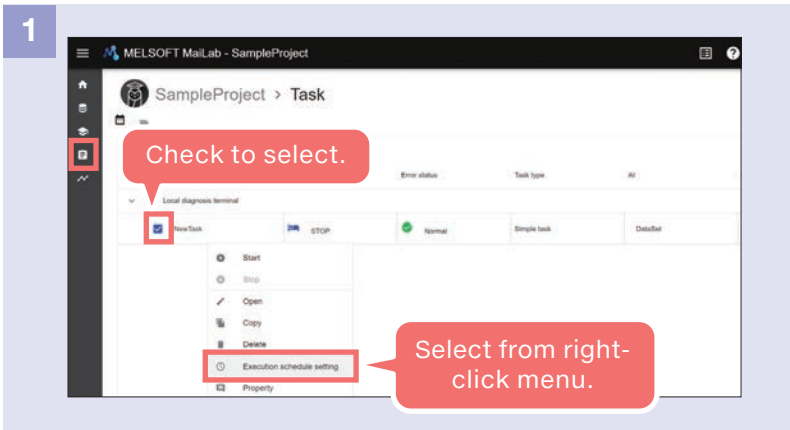 1
MELSOFT MaiLab - SampleProject
SampleProject > Task
Check to select.
Error status Task type AI
Local diagnosis terminal
NewTask STOP Normal Simple task DataSet
Start
Stop
Open
Copy
Delete
Execution schedule setting
Property
Select from right-
click menu.